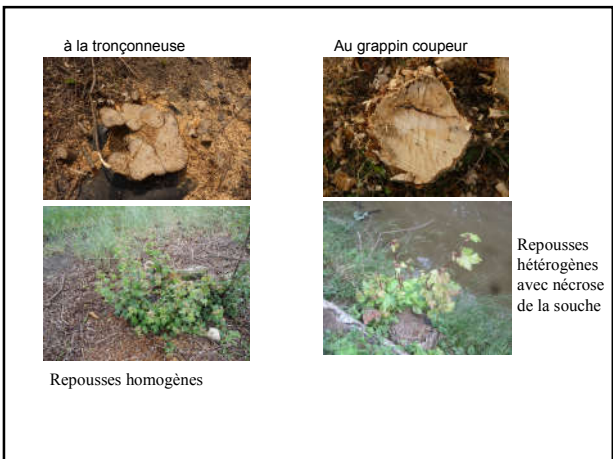 à la tronçonneuse
Au grappin coupeur
Repousses
hétérogènes
avec nécrose
de la souche
Repousses homogènes